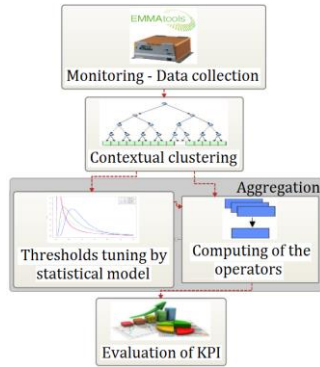 EMMAtools
Monitoring - Data collection
Contextual clustering
Aggregation
Thresholds tuning by
statistical model
Computing of the
operators
Evaluation of KPI